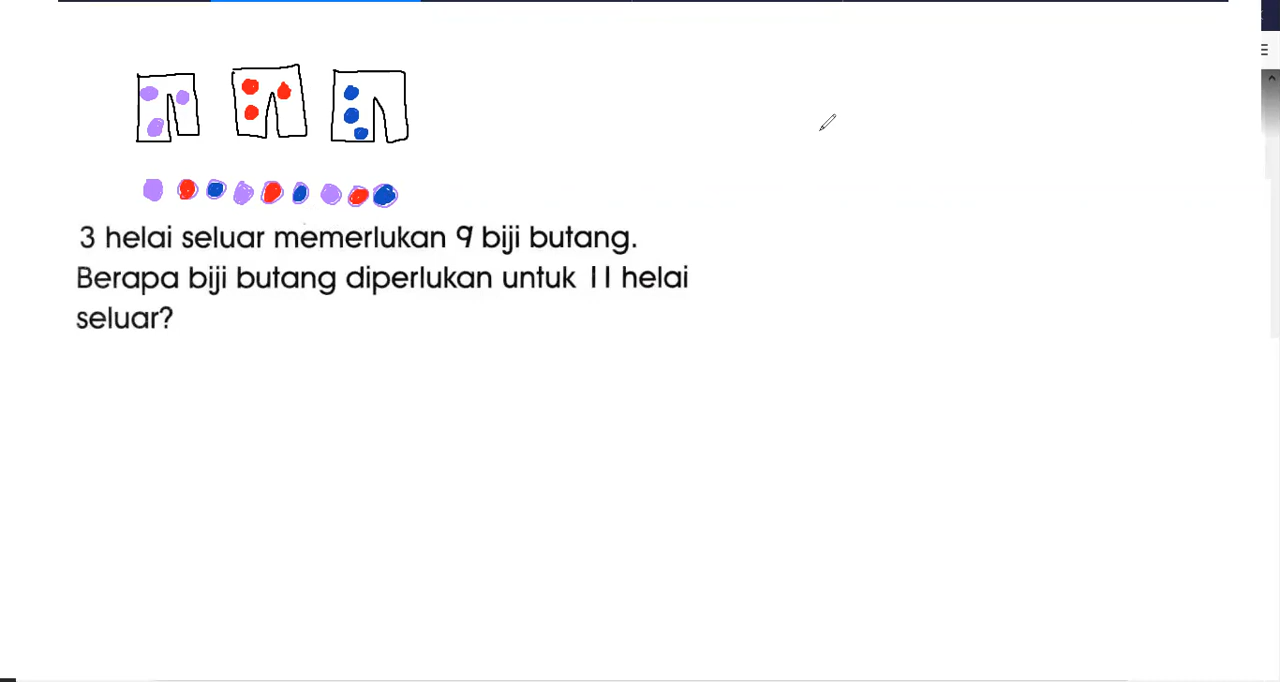 3 helai seluar memerlukan 9 biji butang.
Berapa biji butang diperlukan untuk 11 helai
seluar?